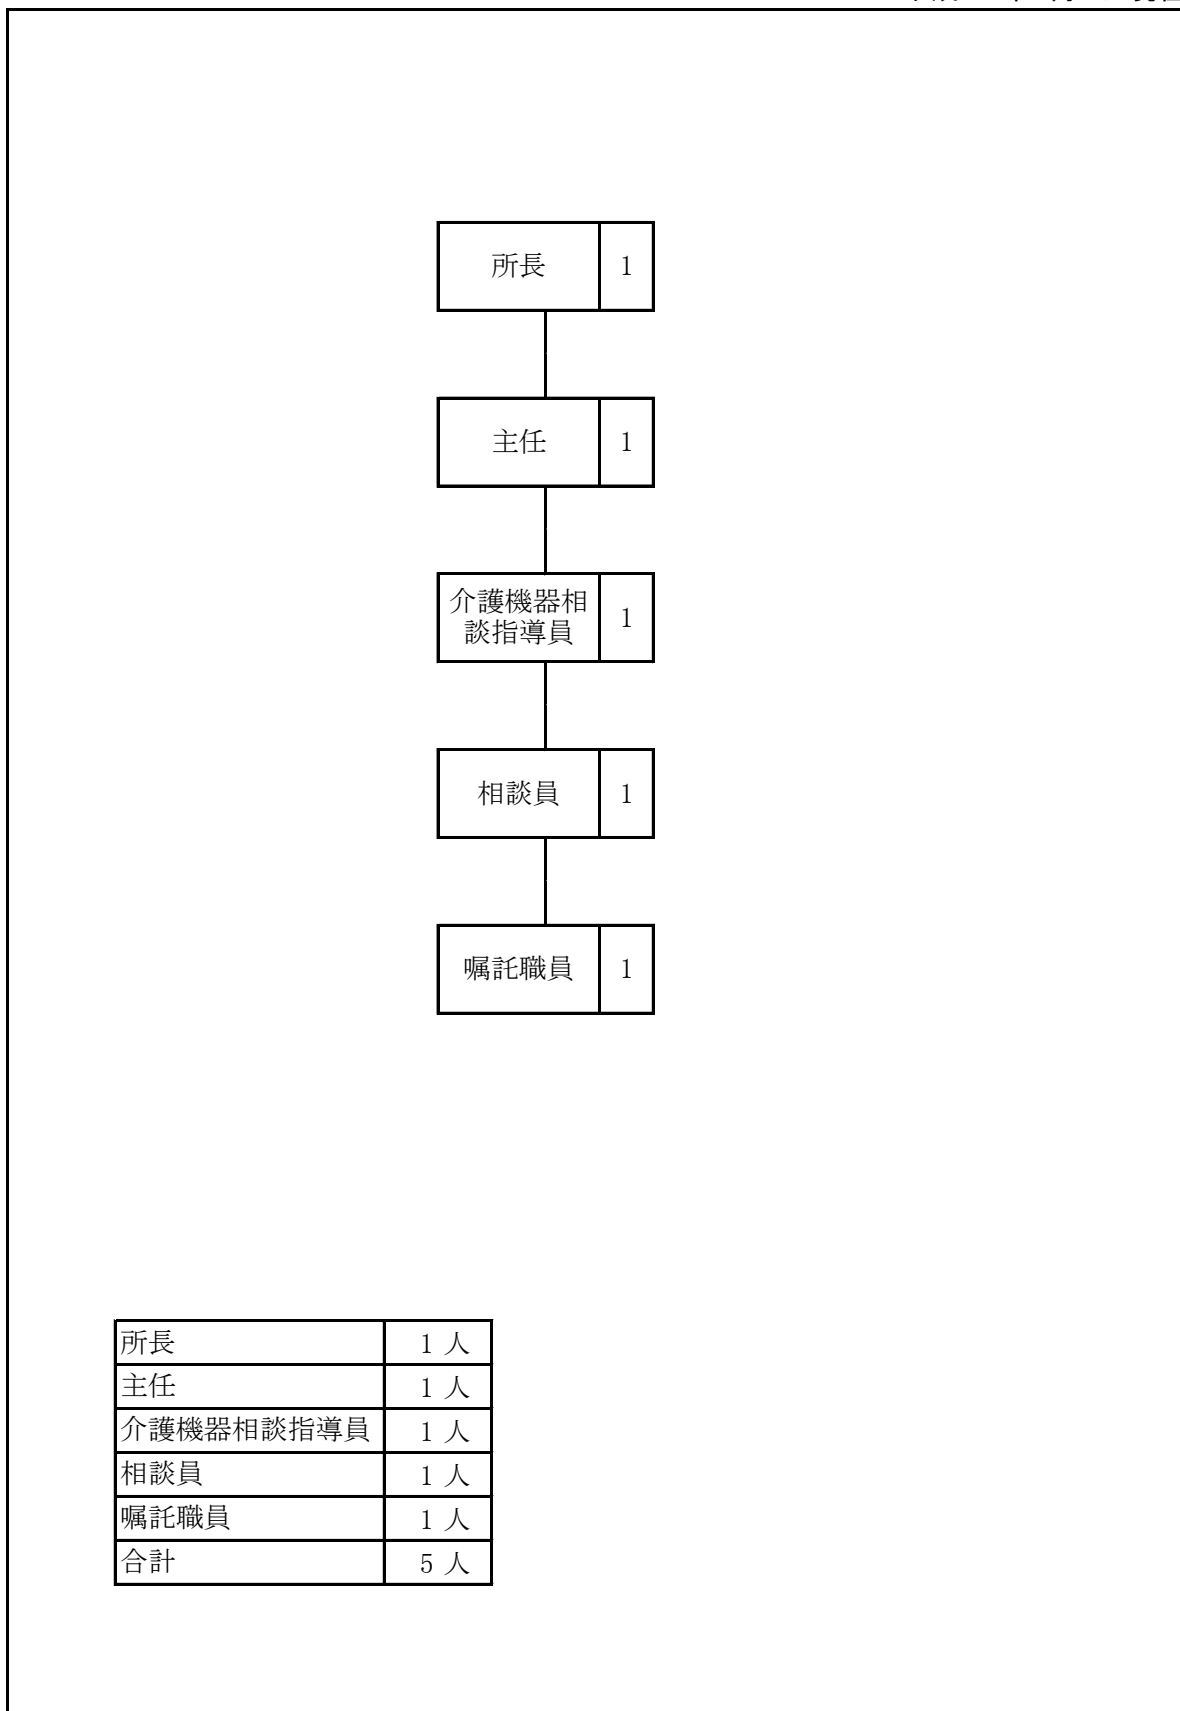 所長 1
主任 1
介護機器相
談指導員 1
相談員 1
嘱託職員 1
所長 1 人
主任 1 人
介護機器相談指導員 1 人
相談員 1 人
嘱託職員 1 人
合計 5 人